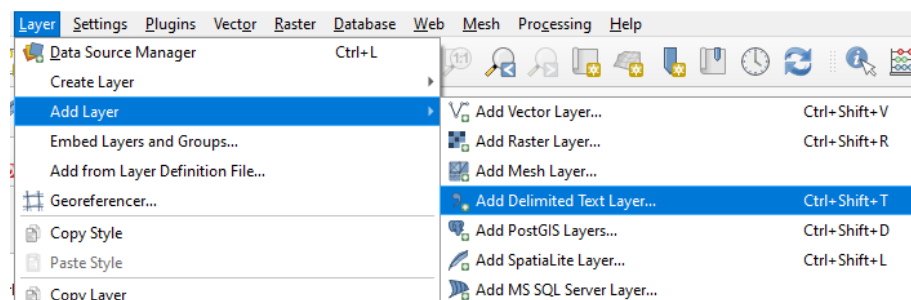 Layer Settings Plugins Vector Raster Database Web Mesh Processing Help
Data Source Manager Ctrl+L
1:1
Create Layer
Add Layer
Embed Layers and Groups...
Add from Layer Definition File...
Georeferencer...
Copy Style
Paste Style
Copy Layer
Add Vector Layer... Ctrl+Shift+V
Add Raster Layer... Ctrl+Shift+R
Add Mesh Layer...
Add Delimited Text Layer... Ctrl+Shift+T
Add PostGIS Layers... Ctrl+Shift+D
Add SpatiaLite Layer... Ctrl+Shift+L
Add MS SQL Server Layer...